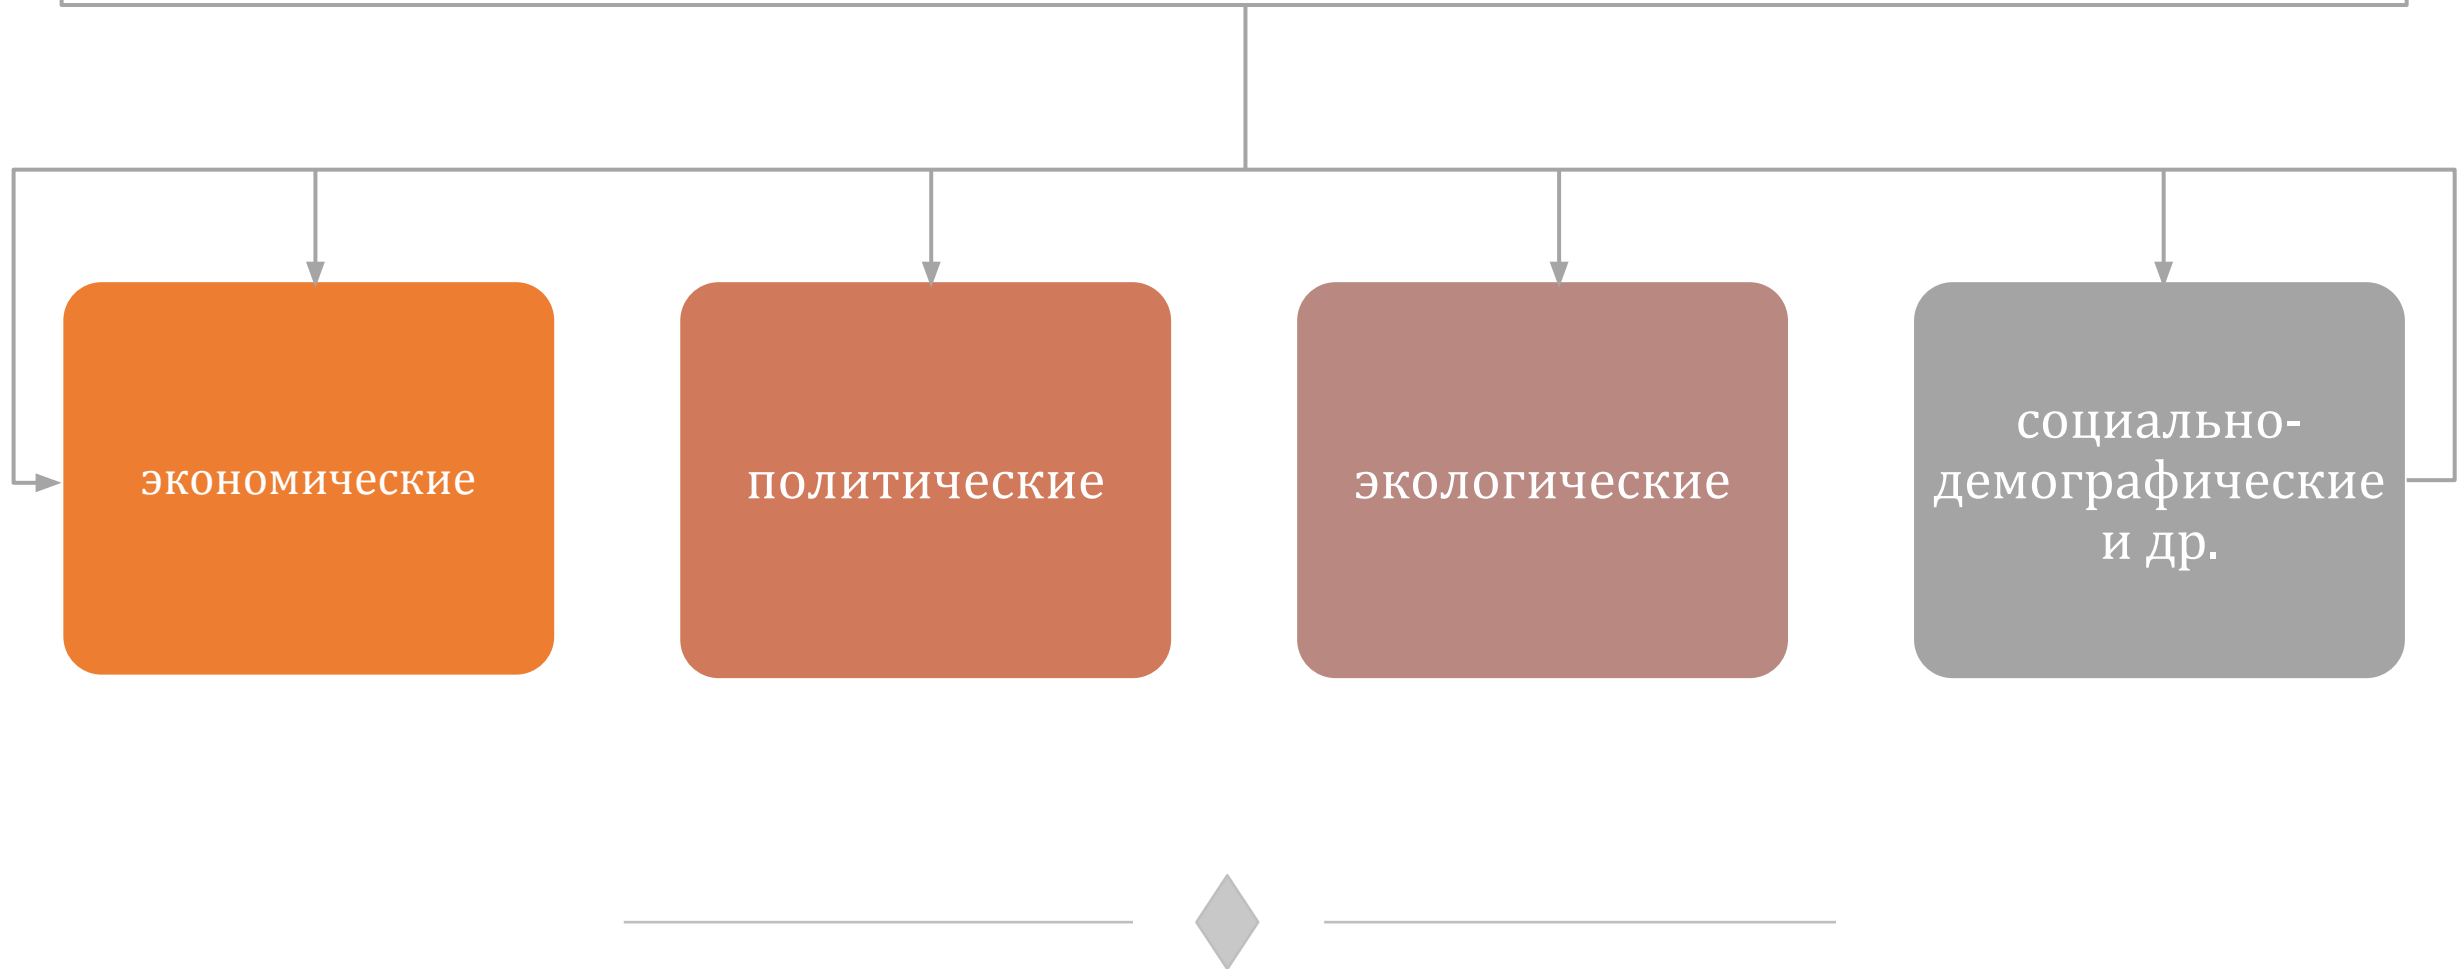 экономические
политические
экологические
социально-
демографические
и др.